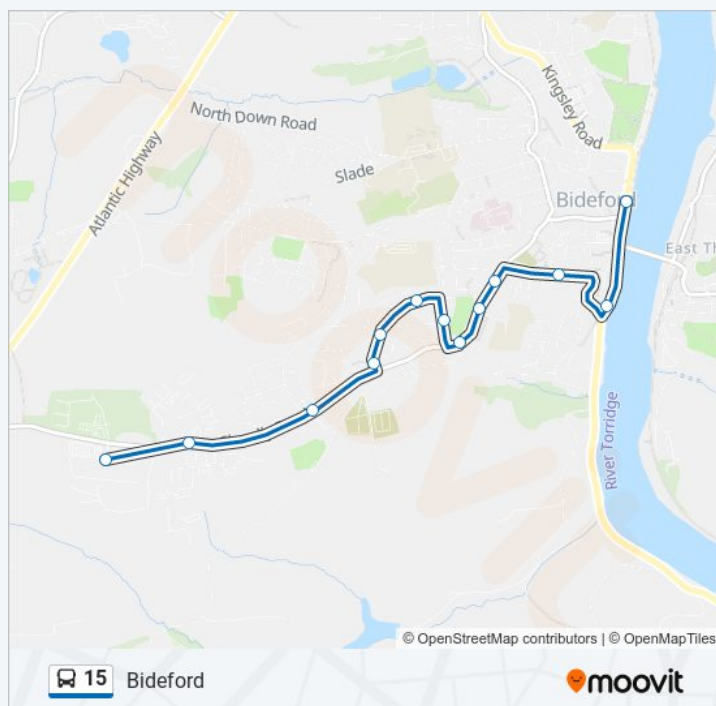 Kingsley Road
North Down Road
Atlantic Highway
Slade
Bideford
East Th
River Torridge
© OpenStreetMap contributors | © OpenMapTiles
15 Bideford
moovit